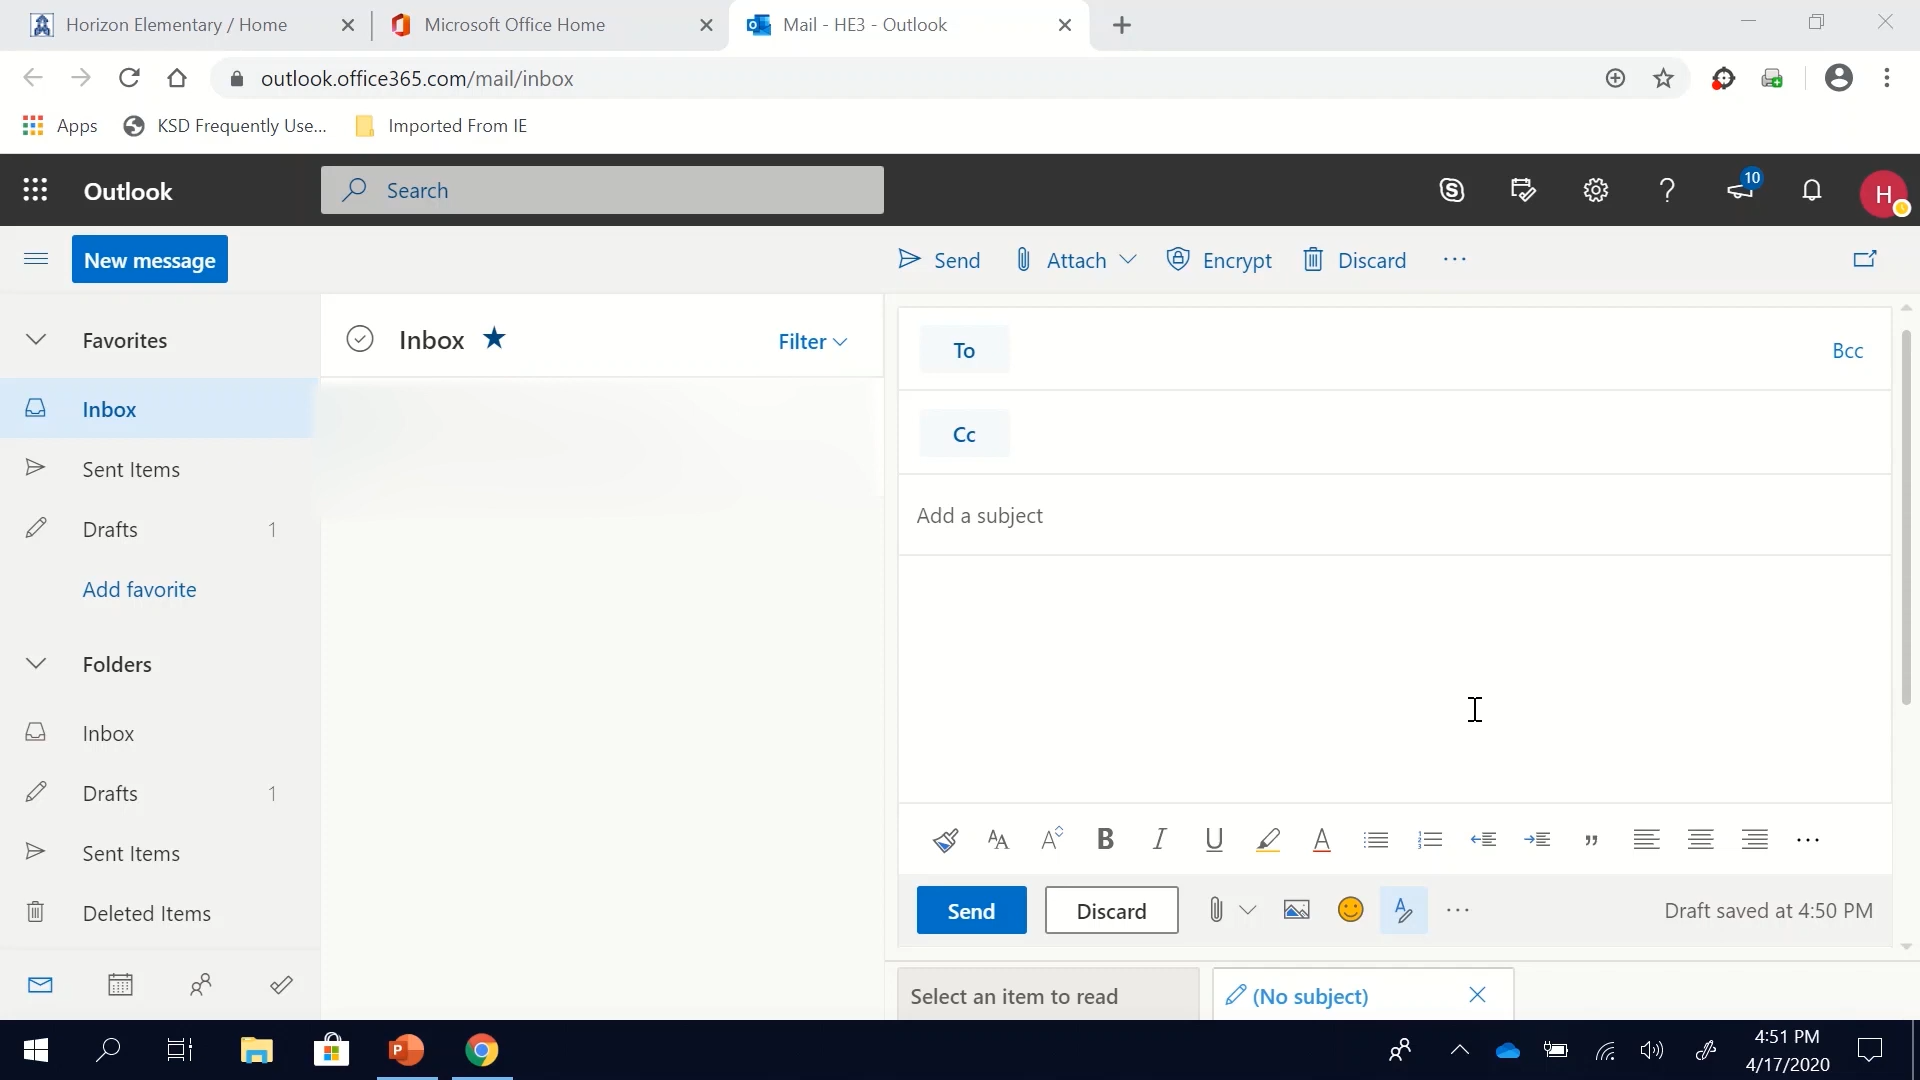 Horizon Elementary / Home
Microsoft Office Home
Mail - HE3 - Outlook
outlook.office365.com/mail/inbox
Apps
KSD Frequently Use...
Imported From IE
Outlook
Search
10
H
New message
Send
Attach
Encrypt
Discard
Favorites
Inbox
Sent Items
Drafts 1
Add favorite
Folders
Inbox
Drafts 1
Sent Items
Deleted Items
Inbox
Filter
To
Bcc
Cc
Add a subject
Send
Discard
Draft saved at 4:50 PM
Select an item to read
(No subject)
4:51 PM
4/17/2020